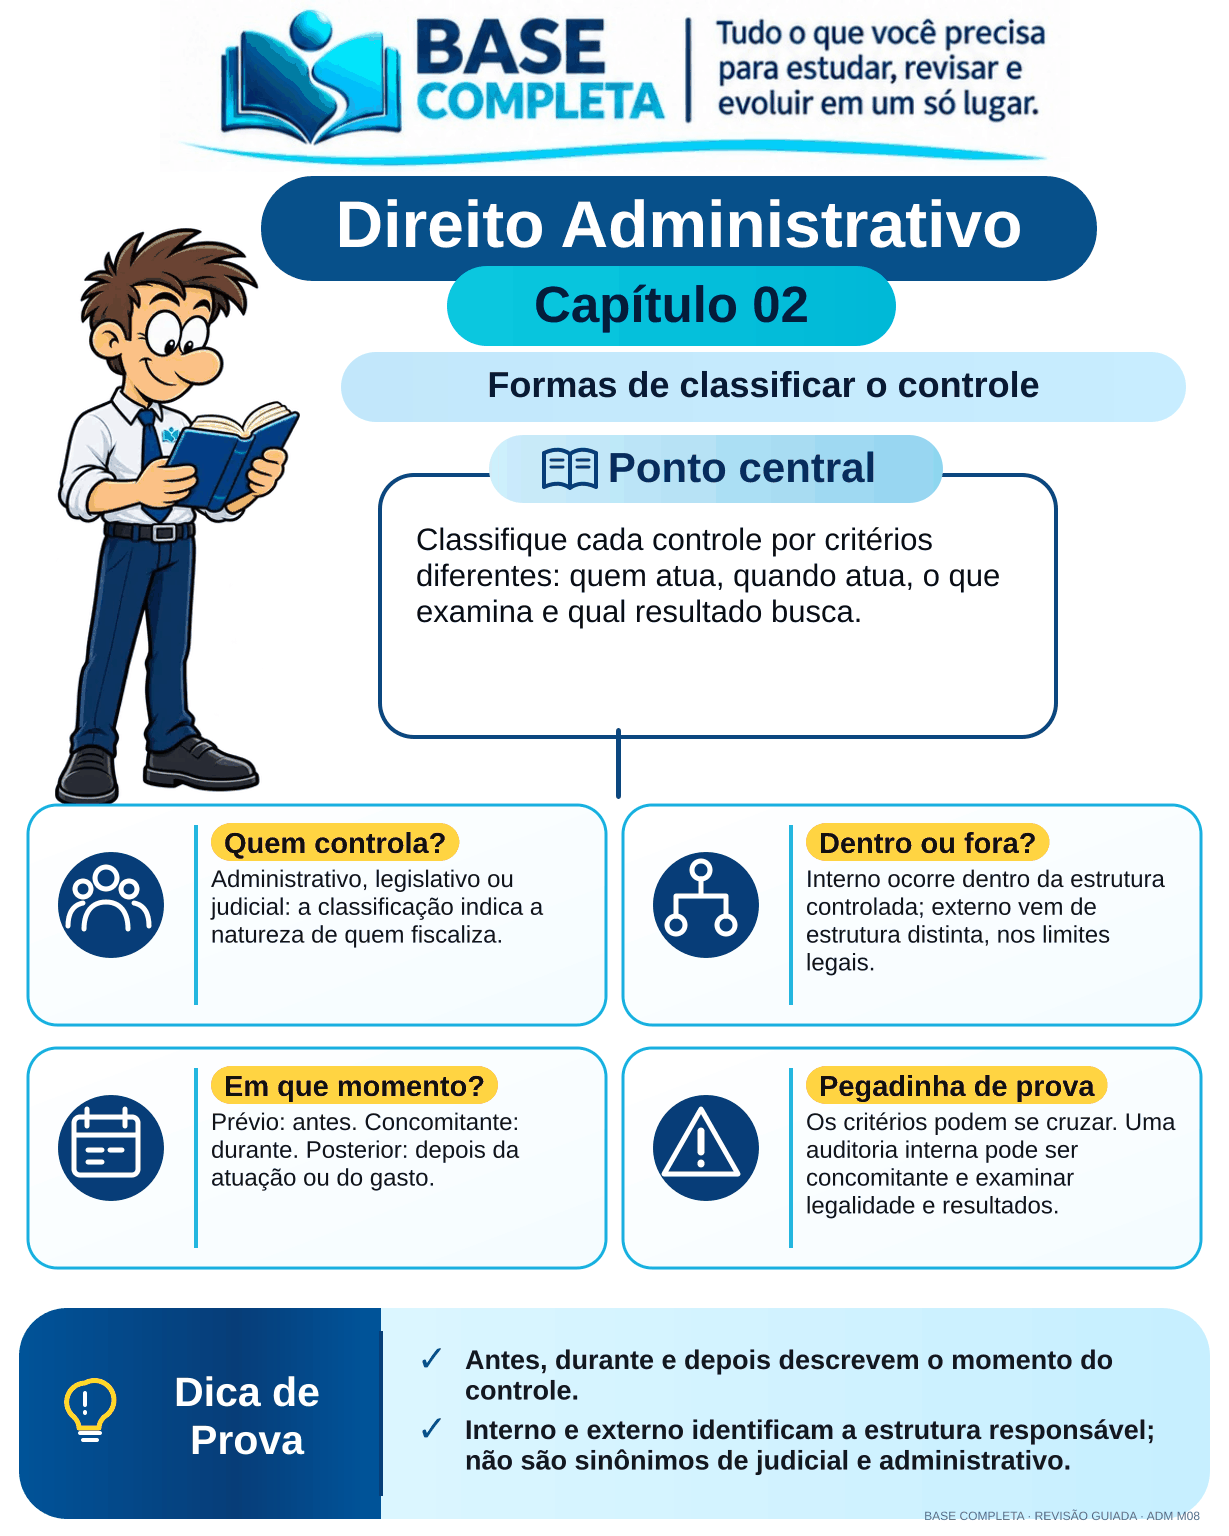 BASE
COMPLETA
Tudo o que você precisa
para estudar, revisar e
evoluir em um só lugar.
Direito Administrativo
Capítulo 02
Formas de classificar o controle
Ponto central
Classifique cada controle por critérios
diferentes: quem atua, quando atua, o que
examina e qual resultado busca.
Quem controla?
Administrativo, legislativo ou
judicial: a classificação indica a
natureza de quem fiscaliza.
Dentro ou fora?
Interno ocorre dentro da estrutura
controlada; externo vem de
estrutura distinta, nos limites
legais.
Em que momento?
Prévio: antes. Concomitante:
durante. Posterior: depois da
atuação ou do gasto.
Pegadinha de prova
Os critérios podem se cruzar. Uma
auditoria interna pode ser
concomitante e examinar
legalidade e resultados.
Dica de
Prova
✓ Antes, durante e depois descrevem o momento do
controle.
✓ Interno e externo identificam a estrutura responsável;
não são sinônimos de judicial e administrativo.
BASE COMPLETA · REVISÃO GUIADA · ADM M08